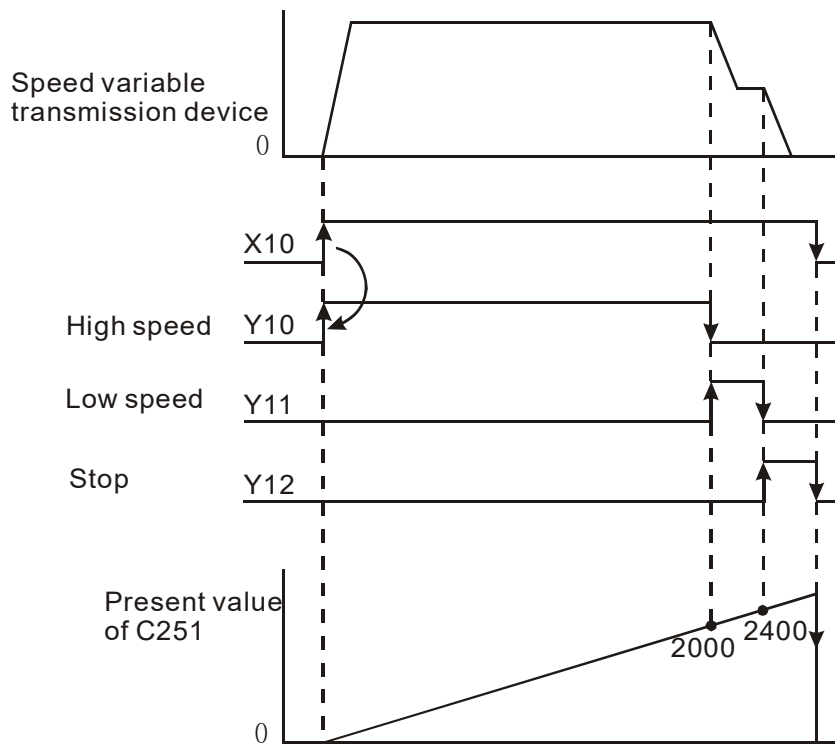 Speed variable
transmission device
0
X10
High speed Y10
Low speed Y11
Stop Y12
Present value
of C251
2000 2400
0